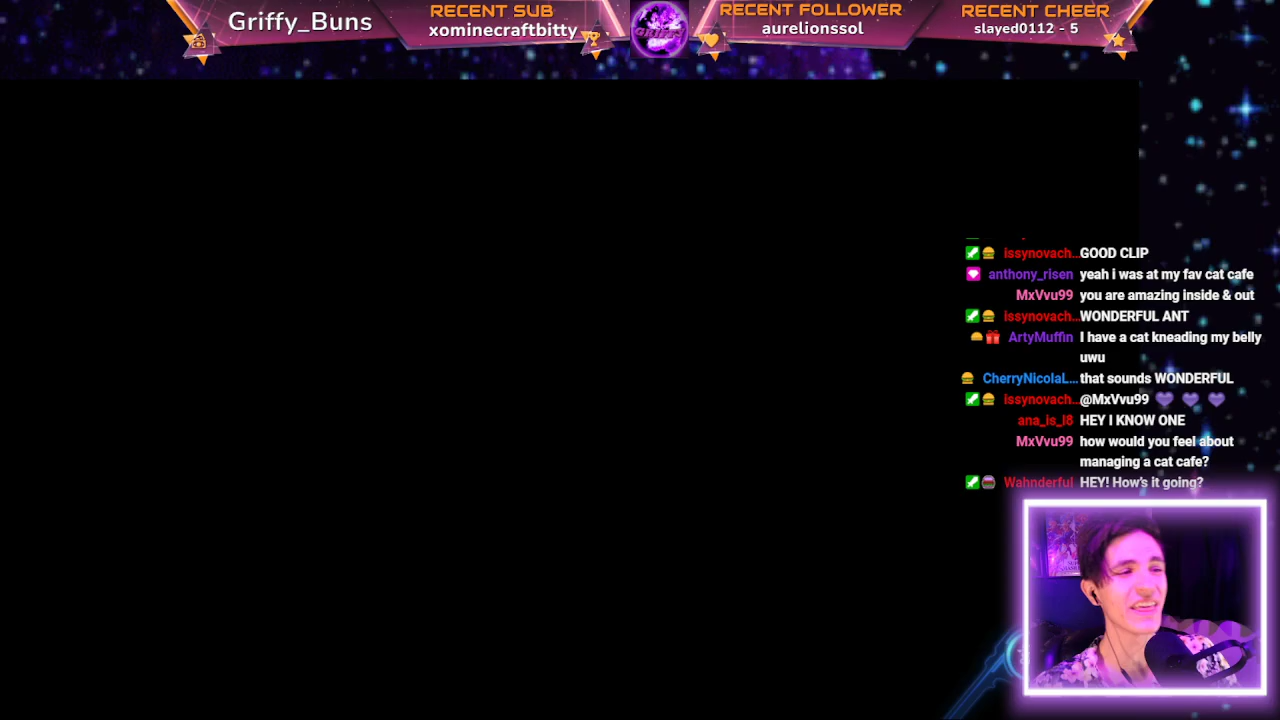 Griffy_Buns
RECENT SUB
xominecraftbitty
GRIFFY
RECENT FOLLOWER
aurelionssol
RECENT CHEER
slayed0112 - 5
issynovach... GOOD CLIP
anthony_risen yeah i was at my fav cat cafe
MxVvu99 you are amazing inside & out
issynovach... WONDERFUL ANT
ArtyMuffin I have a cat kneading my belly
uwu
CherryNicolaL... that sounds WONDERFUL
issynovach... @MxVvu99 💜 💜 💜
ana_is_l8 HEY I KNOW ONE
MxVvu99 how would you feel about
managing a cat cafe?
Wahnderful HEY! How's it going?